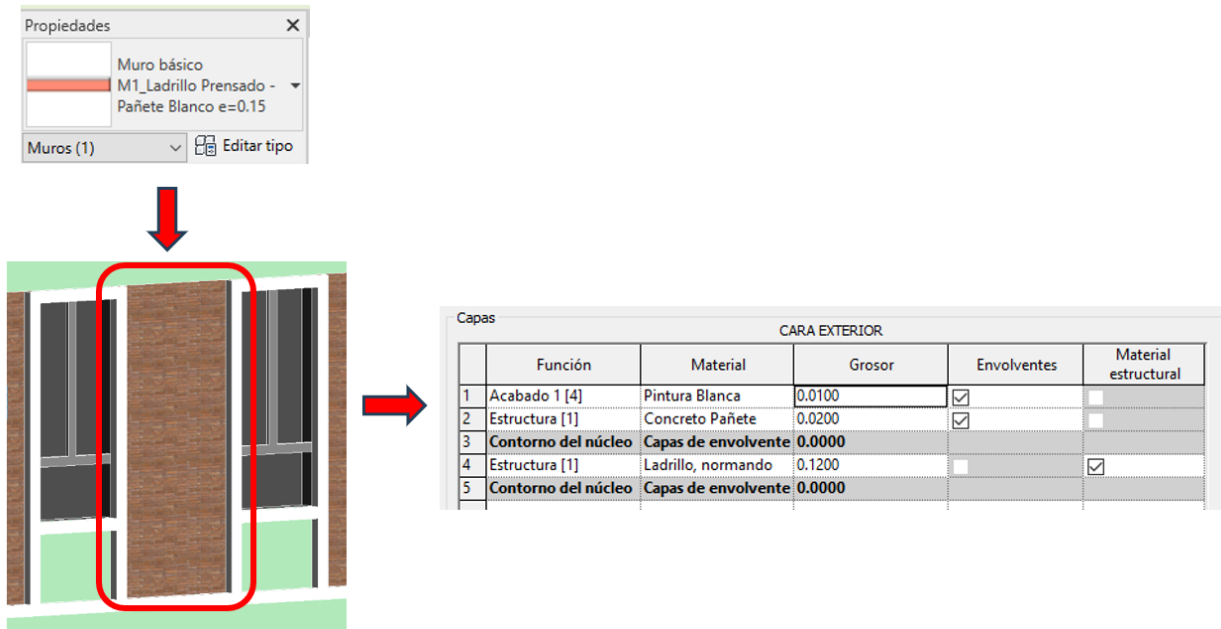 Propiedades
Muro básico
M1_Ladrillo Prensado -
Pañete Blanco e=0.15
Muros (1)
Editar tipo
Capas
CARA EXTERIOR
Función Material Grosor Envolventes Material estructural
1 Acabado 1 [4] Pintura Blanca 0.0100
2 Estructura [1] Concreto Pañete 0.0200
3 Contorno del núcleo Capas de envolvente 0.0000
4 Estructura [1] Ladrillo, normando 0.1200
5 Contorno del núcleo Capas de envolvente 0.0000